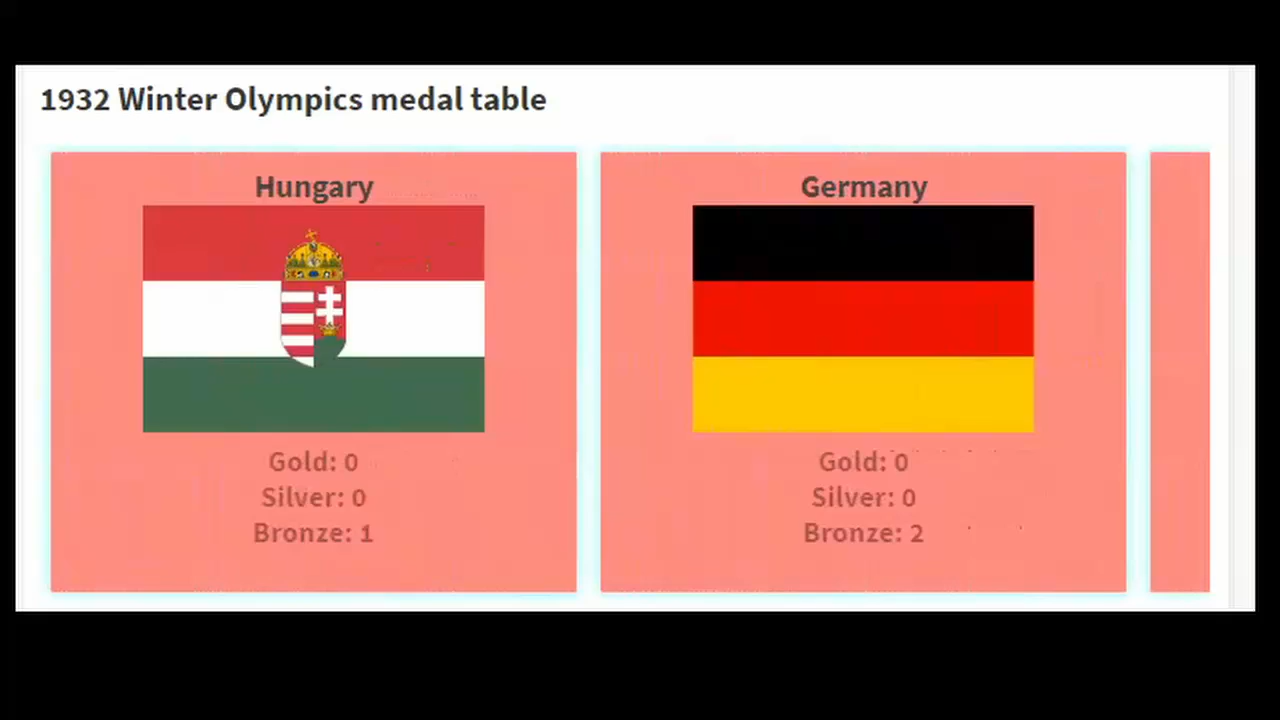 1932 Winter Olympics medal table
Hungary
Gold: 0
Silver: 0
Bronze: 1
Germany
Gold: 0
Silver: 0
Bronze: 2